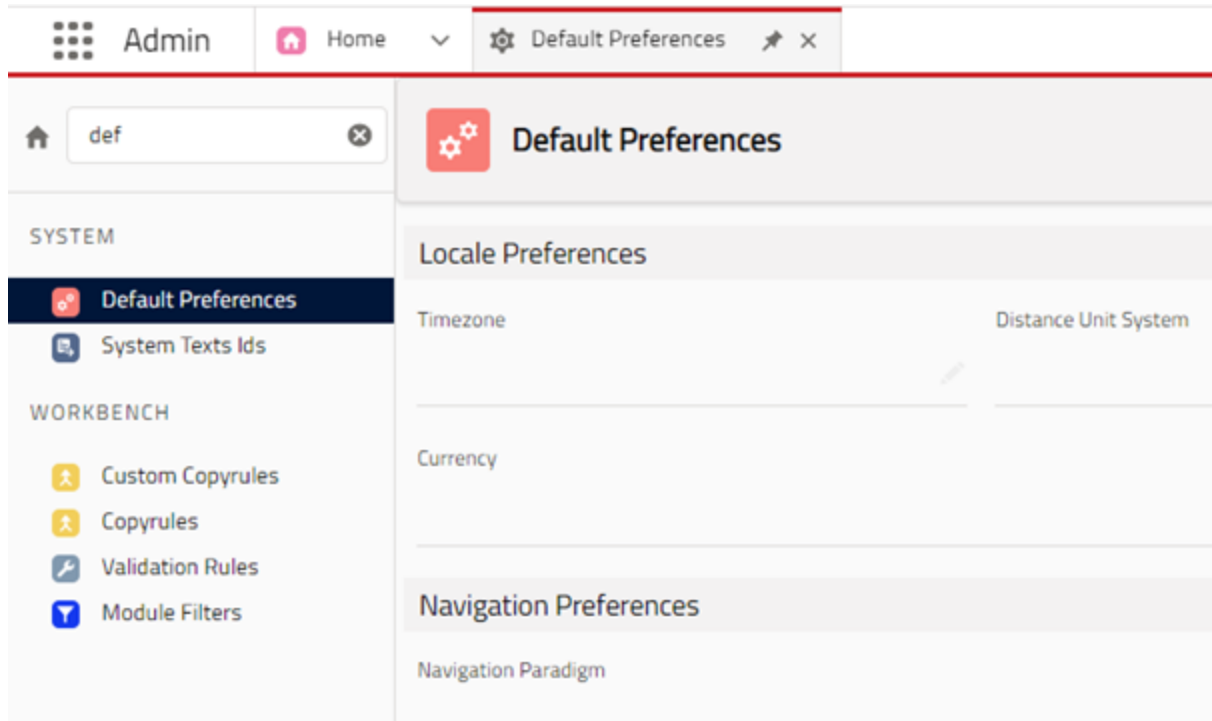 Admin
Home
Default Preferences
def
Default Preferences
SYSTEM
Default Preferences
System Texts Ids
WORKBENCH
Custom Copyrules
Copyrules
Validation Rules
Module Filters
Locale Preferences
Timezone
Distance Unit System
Currency
Navigation Preferences
Navigation Paradigm